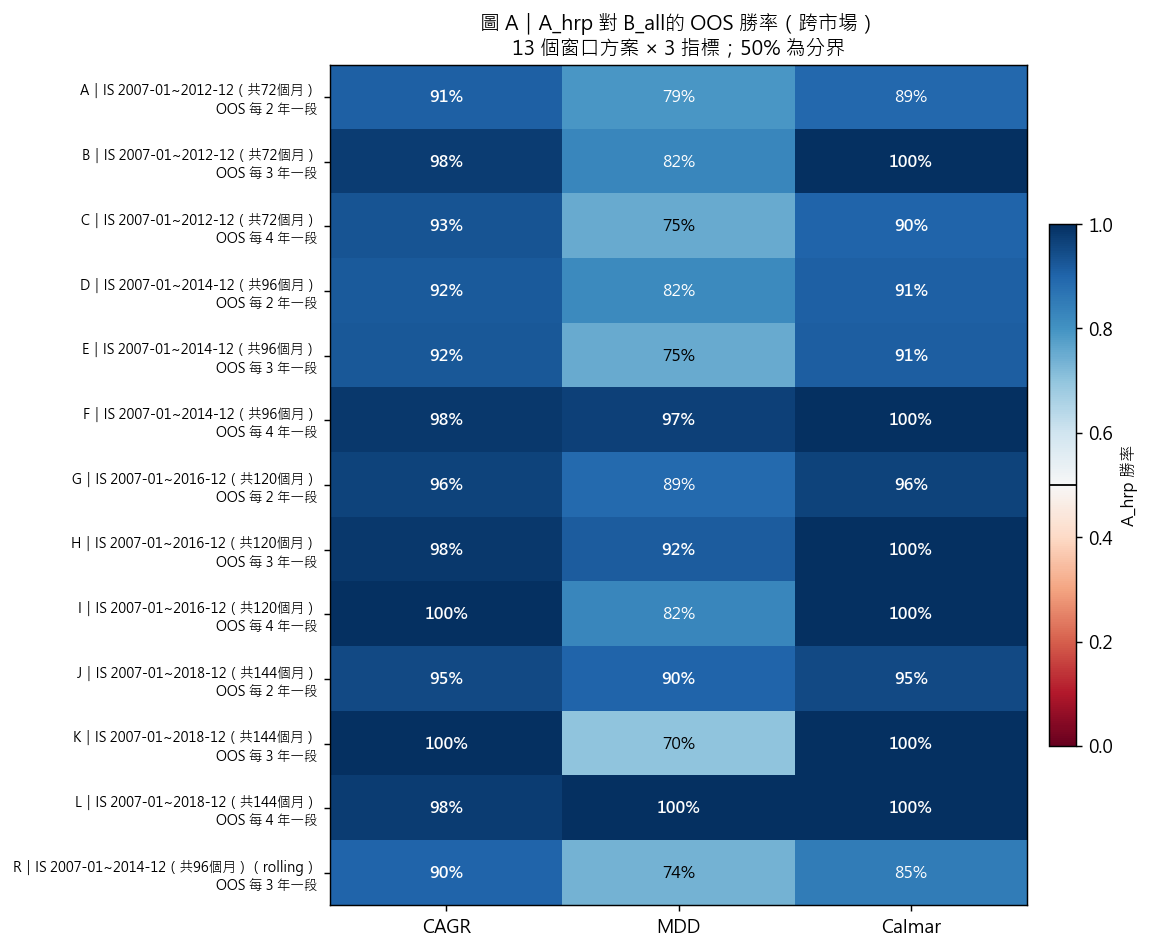 圖 A｜A_hrp 對 B_all的 OOS 勝率（跨市場）
13 個窗口方案 × 3 指標；50% 為分界
A｜IS 2007-01~2012-12（共72個月）
OOS 每 2 年一段
91% 79% 89%
B｜IS 2007-01~2012-12（共72個月）
OOS 每 3 年一段
98% 82% 100%
C｜IS 2007-01~2012-12（共72個月）
OOS 每 4 年一段
93% 75% 90%
D｜IS 2007-01~2014-12（共96個月）
OOS 每 2 年一段
92% 82% 91%
E｜IS 2007-01~2014-12（共96個月）
OOS 每 3 年一段
92% 75% 91%
F｜IS 2007-01~2014-12（共96個月）
OOS 每 4 年一段
98% 97% 100%
G｜IS 2007-01~2016-12（共120個月）
OOS 每 2 年一段
96% 89% 96%
H｜IS 2007-01~2016-12（共120個月）
OOS 每 3 年一段
98% 92% 100%
I｜IS 2007-01~2016-12（共120個月）
OOS 每 4 年一段
100% 82% 100%
J｜IS 2007-01~2018-12（共144個月）
OOS 每 2 年一段
95% 90% 95%
K｜IS 2007-01~2018-12（共144個月）
OOS 每 3 年一段
100% 70% 100%
L｜IS 2007-01~2018-12（共144個月）
OOS 每 4 年一段
98% 100% 100%
R｜IS 2007-01~2014-12（共96個月）（rolling）
OOS 每 3 年一段
90% 74% 85%
CAGR MDD Calmar
1.0
0.8
0.6
0.4
0.2
0.0
A_hrp 勝率